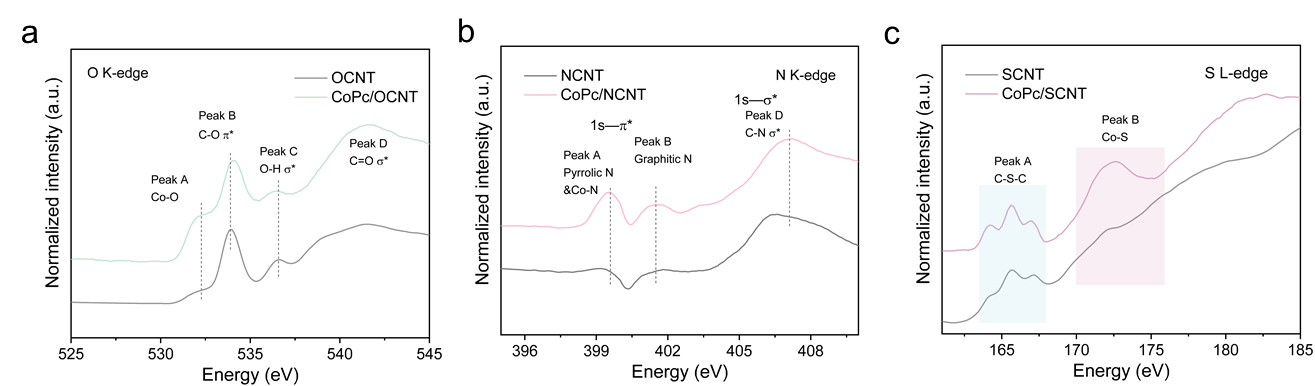 a
O K-edge
OCNT
CoPc/OCNT
Peak A
Co-O
Peak B
C-O π*
Peak C
O-H σ*
Peak D
C=O σ*
Normalized intensity (a.u.)
525 530 535 540 545
Energy (eV)
b
NCNT
CoPc/NCNT
N K-edge
1s—π*
1s—σ*
Peak A
Pyrrolic N
&Co-N
Peak B
Graphitic N
Peak D
C-N σ*
Normalized intensity (a.u.)
396 399 402 405 408
Energy (eV)
c
SCNT
CoPc/SCNT
S L-edge
Peak A
C-S-C
Peak B
Co-S
Normalized intensity (a.u.)
165 170 175 180 185
Energy (eV)